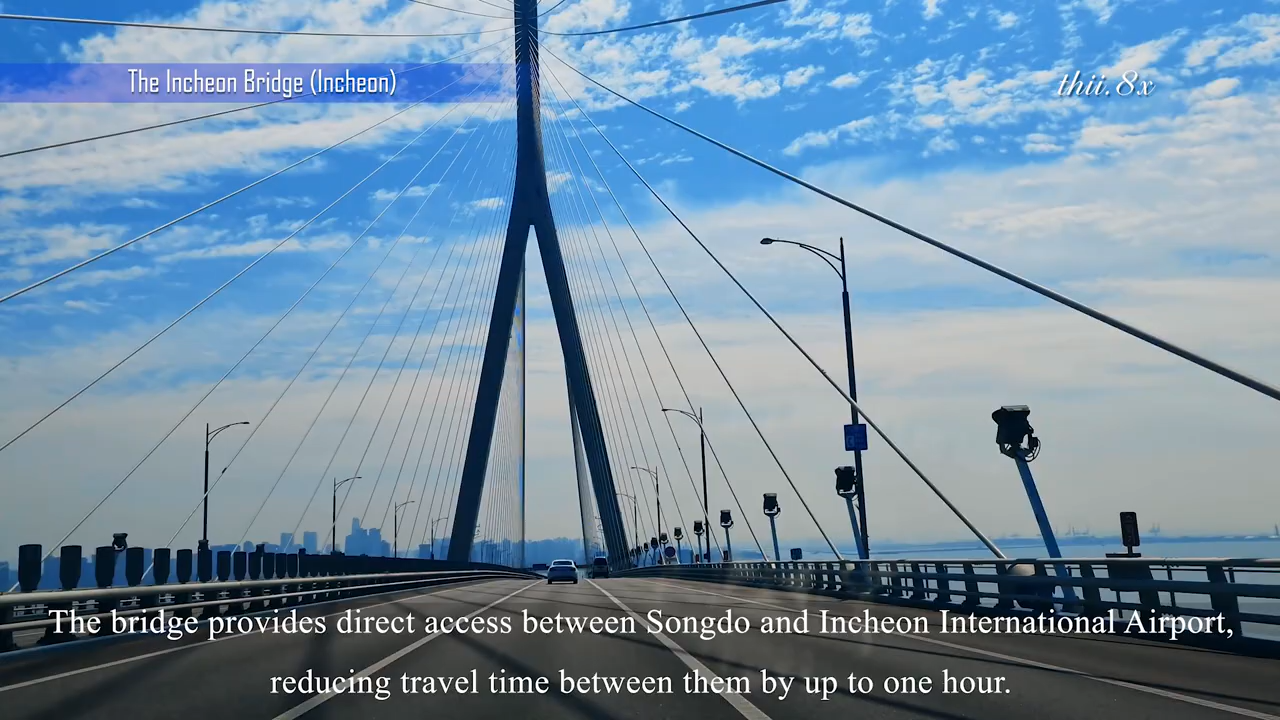 The Incheon Bridge (Incheon)
thii.8x
The bridge provides direct access between Songdo and Incheon International Airport,
reducing travel time between them by up to one hour.